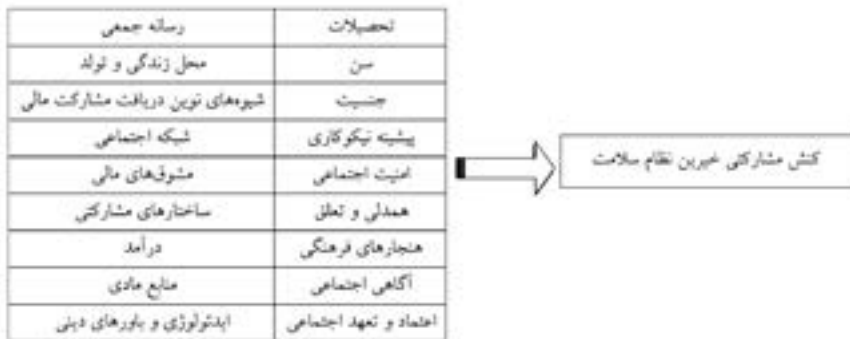 تحصیلات رسانه جمعی
سن محل زندگی و تولد
جنسیت شیوه‌های نوین دریافت مشارکت مالی
پیشینه نیکوکاری شبکه اجتماعی
امنیت اجتماعی مشوق‌های مالی
همدلی و تعلق ساختارهای مشارکتی
هنجارهای فرهنگی درآمد
آگاهی اجتماعی منابع مادی
اعتماد و تعهد اجتماعی ایدئولوژی و باورهای دینی
کنش مشارکتی خیرین نظام سلامت